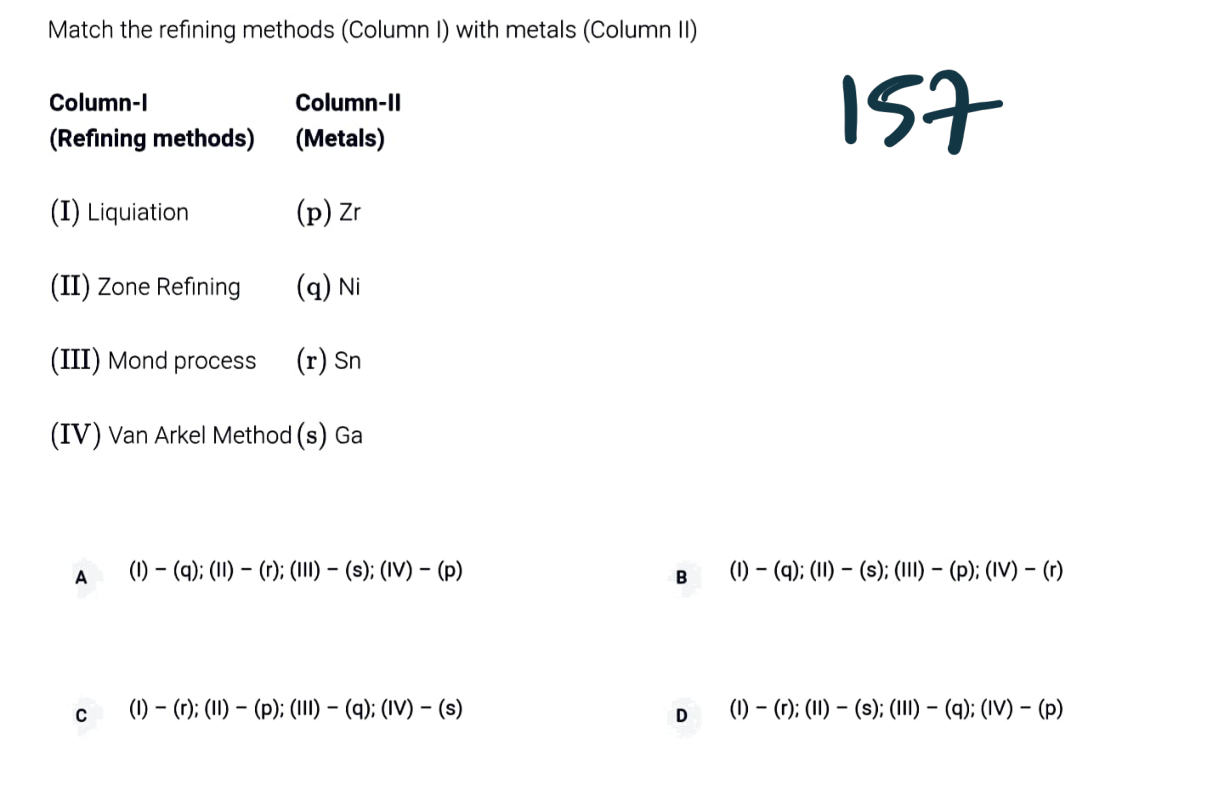 Match the refining methods (Column I) with metals (Column II)
157
Column-I Column-II
(Refining methods) (Metals)
(I) Liquiation (p) Zr
(II) Zone Refining (q) Ni
(III) Mond process (r) Sn
(IV) Van Arkel Method (s) Ga
A (I) − (q); (II) − (r); (III) − (s); (IV) − (p)
B (I) − (q); (II) − (s); (III) − (p); (IV) − (r)
C (I) − (r); (II) − (p); (III) − (q); (IV) − (s)
D (I) − (r); (II) − (s); (III) − (q); (IV) − (p)